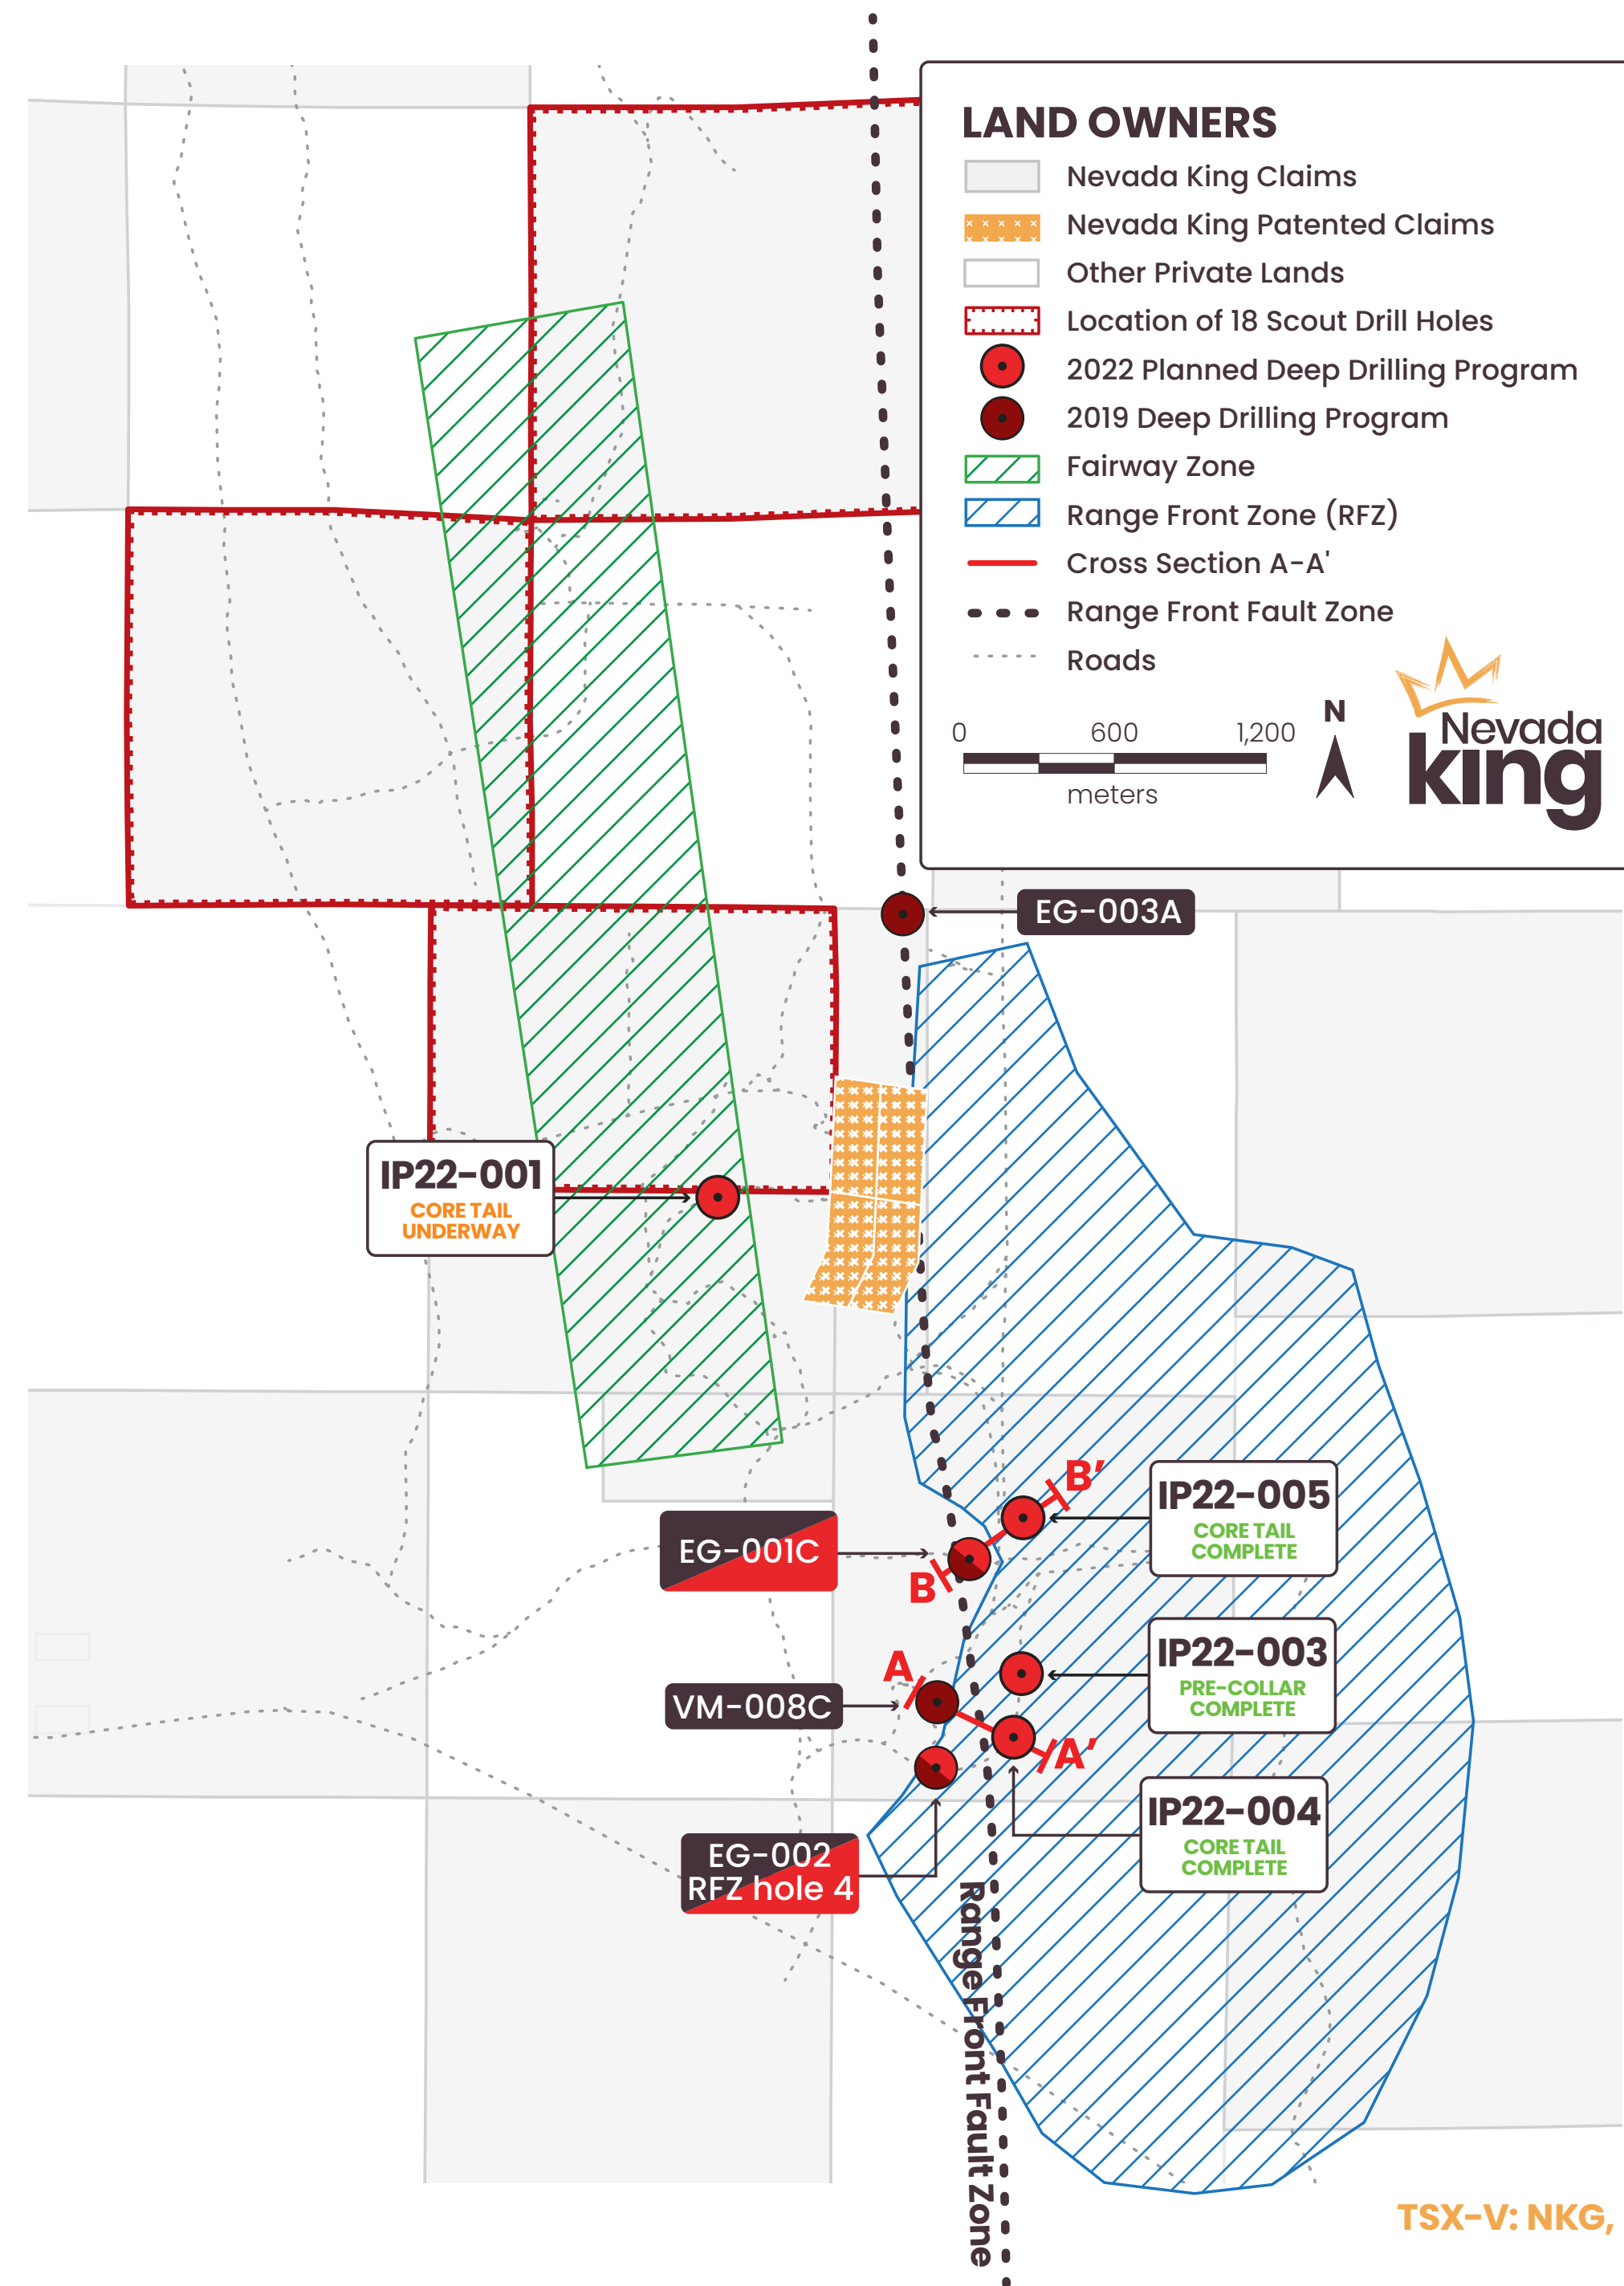 LAND OWNERS
Nevada King Claims
Nevada King Patented Claims
Other Private Lands
Location of 18 Scout Drill Holes
2022 Planned Deep Drilling Program
2019 Deep Drilling Program
Fairway Zone
Range Front Zone (RFZ)
Cross Section A-A'
Range Front Fault Zone
Roads
0 600 1,200
meters
N
Nevada
king
EG-003A
IP22-001
CORE TAIL
UNDERWAY
B’
IP22-005
CORE TAIL
COMPLETE
EG-001C
B
A
IP22-003
PRE-COLLAR
COMPLETE
VM-008C
A’
IP22-004
CORE TAIL
COMPLETE
EG-002
RFZ hole 4
Range Front Fault Zone
TSX-V: NKG,